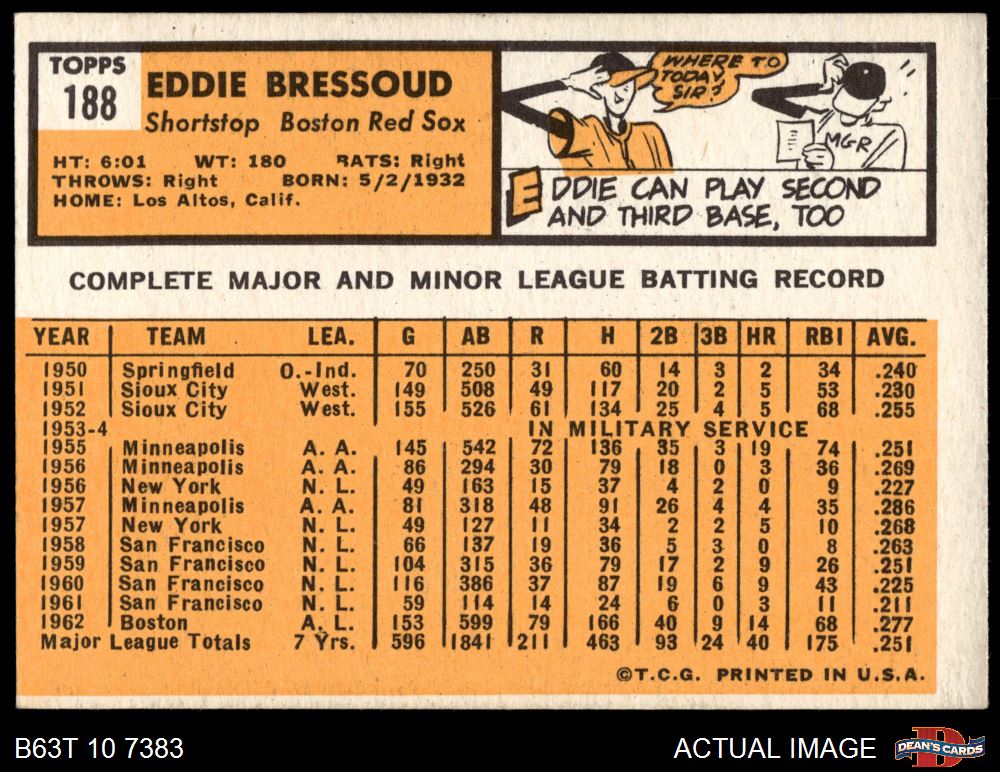 TOPPS
188
EDDIE BRESSOUD
Shortstop Boston Red Sox
HT: 6:01 WT: 180 BATS: Right
THROWS: Right BORN: 5/2/1932
HOME: Los Altos, Calif.
WHERE TO
TODAY,
SIR?
MGR
EDDIE CAN PLAY SECOND
AND THIRD BASE, TOO
COMPLETE MAJOR AND MINOR LEAGUE BATTING RECORD
YEAR TEAM LEA. G AB R H 2B 3B HR RBI AVG.
1950 Springfield O.-Ind. 70 250 31 60 14 3 2 34 .240
1951 Sioux City West. 149 508 49 117 20 2 5 53 .230
1952 Sioux City West. 155 526 61 134 25 4 5 68 .255
1953-4 IN MILITARY SERVICE
1955 Minneapolis A. A. 145 542 72 136 35 3 19 74 .251
1956 Minneapolis A. A. 86 294 30 79 18 0 3 36 .269
1956 New York N. L. 49 163 15 37 4 2 0 9 .227
1957 Minneapolis A. A. 81 318 48 91 26 4 4 35 .286
1957 New York N. L. 49 127 11 34 2 2 5 10 .268
1958 San Francisco N. L. 66 137 19 36 5 3 0 8 .263
1959 San Francisco N. L. 104 315 36 79 17 2 9 26 .251
1960 San Francisco N. L. 116 386 37 87 19 6 9 43 .225
1961 San Francisco N. L. 59 114 14 24 6 0 3 11 .211
1962 Boston A. L. 153 599 79 166 40 9 14 68 .277
Major League Totals 7 Yrs. 596 1841 211 463 93 24 40 175 .251
©T.C.G. PRINTED IN U.S.A.
B63T 10 7383 ACTUAL IMAGE
D
DEAN'S CARDS